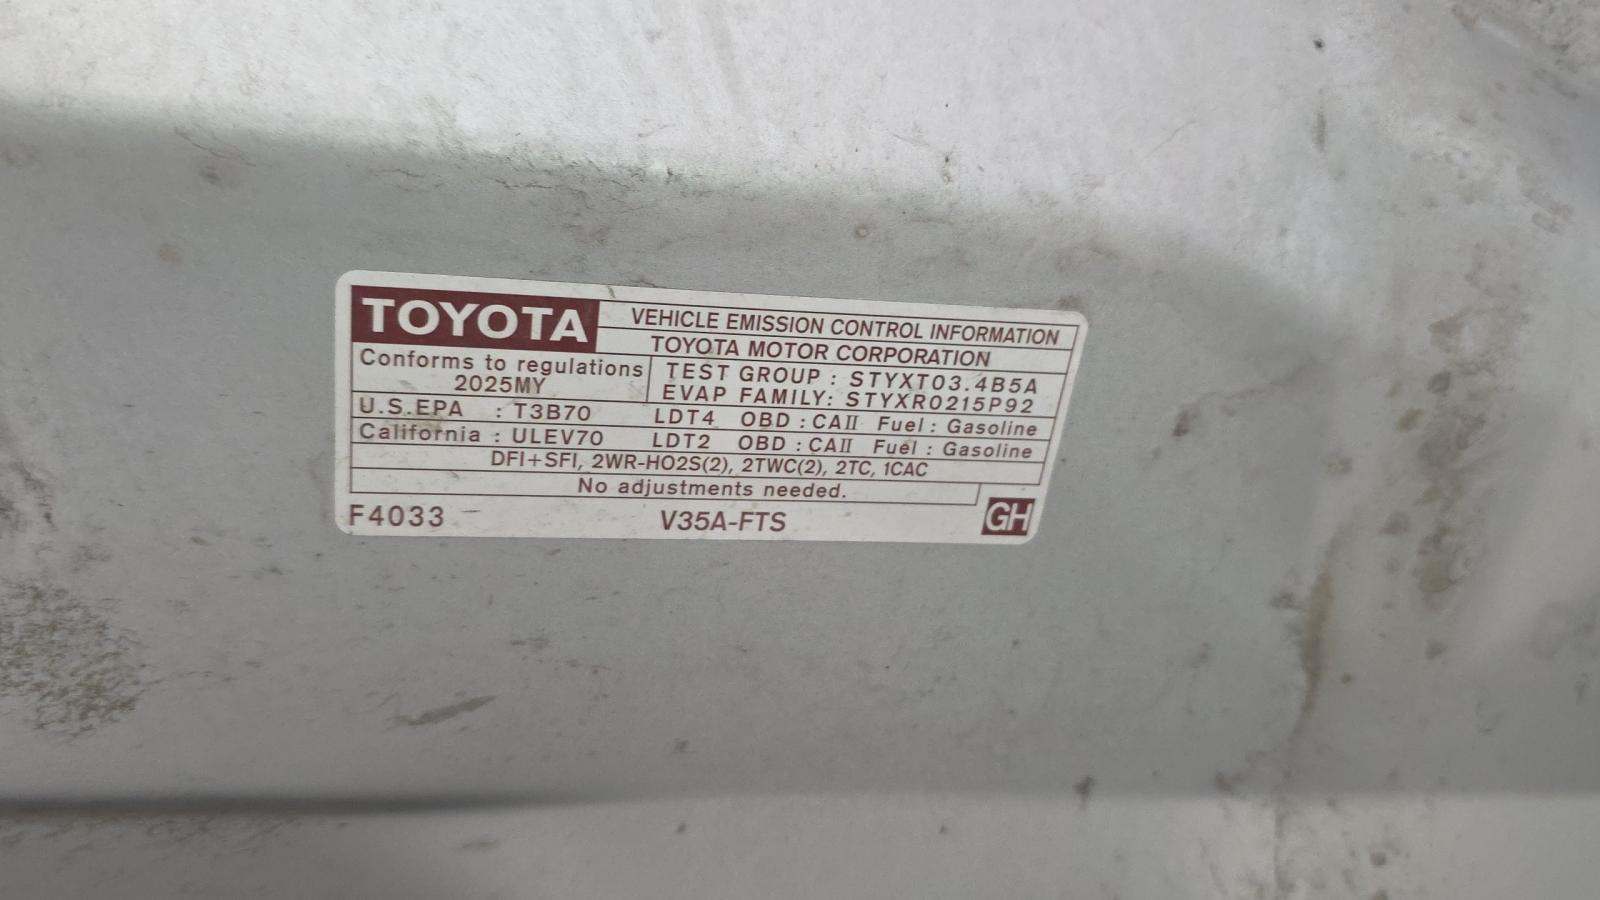 TOYOTA VEHICLE EMISSION CONTROL INFORMATION
TOYOTA MOTOR CORPORATION
Conforms to regulations TEST GROUP : STYXT03.4B5A
2025MY EVAP FAMILY: STYXR0215P92
U.S.EPA : T3B70 LDT4 OBD : CAⅡ Fuel : Gasoline
California : ULEV70 LDT2 OBD : CAⅡ Fuel : Gasoline
DFI+SFI, 2WR-HO2S(2), 2TWC(2), 2TC, 1CAC
No adjustments needed.
F4033 V35A-FTS GH